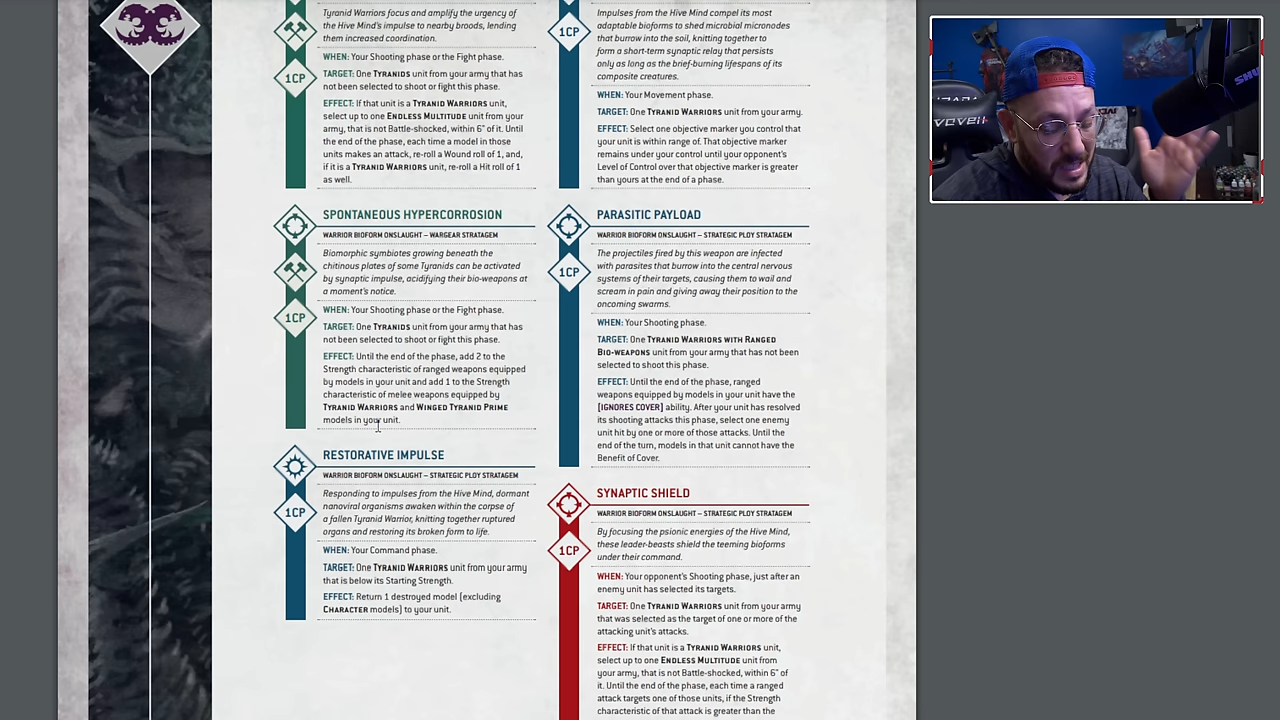 Tyranid Warriors focus and amplify the urgency of
the Hive Mind's impulse to nearby broods, lending
them increased coordination.
1CP
WHEN: Your Shooting phase or the Fight phase.
TARGET: One TYRANIDS unit from your army that has
not been selected to shoot or fight this phase.
EFFECT: If that unit is a TYRANID WARRIORS unit,
select up to one ENDLESS MULTITUDE unit from your
army, that is not Battle-shocked, within 6" of it. Until
the end of the phase, each time a model in those
units makes an attack, re-roll a Wound roll of 1, and,
if it is a TYRANID WARRIORS unit, re-roll a Hit roll of 1
as well.
SPONTANEOUS HYPERCORROSION
WARRIOR BIOFORM ONSLAUGHT – WARGEAR STRATAGEM
Biomorphic symbiotes growing beneath the
chitinous plates of some Tyranids can be activated
by synaptic impulse, acidifying their bio-weapons at
a moment's notice.
1CP
WHEN: Your Shooting phase or the Fight phase.
TARGET: One TYRANIDS unit from your army that has
not been selected to shoot or fight this phase.
EFFECT: Until the end of the phase, add 2 to the
Strength characteristic of ranged weapons equipped
by models in your unit and add 1 to the Strength
characteristic of melee weapons equipped by
TYRANID WARRIORS and WINGED TYRANID PRIME
models in your unit.
RESTORATIVE IMPULSE
WARRIOR BIOFORM ONSLAUGHT – STRATEGIC PLOY STRATAGEM
1CP
Responding to impulses from the Hive Mind, dormant
nanoviral organisms awaken within the corpse of
a fallen Tyranid Warrior, knitting together ruptured
organs and restoring its broken form to life.
WHEN: Your Command phase.
TARGET: One TYRANID WARRIORS unit from your army
that is below its Starting Strength.
EFFECT: Return 1 destroyed model (excluding
CHARACTER models) to your unit.
1CP
Impulses from the Hive Mind compel its most
adaptable bioforms to shed microbial micronodes
that burrow into the soil, knitting together to
form a short-term synaptic relay that persists
only as long as the brief-burning lifespans of its
composite creatures.
WHEN: Your Movement phase.
TARGET: One TYRANID WARRIORS unit from your army.
EFFECT: Select one objective marker you control that
your unit is within range of. That objective marker
remains under your control until your opponent's
Level of Control over that objective marker is greater
than yours at the end of a phase.
PARASITIC PAYLOAD
WARRIOR BIOFORM ONSLAUGHT – STRATEGIC PLOY STRATAGEM
1CP
The projectiles fired by this weapon are infected
with parasites that burrow into the central nervous
systems of their targets, causing them to wail and
scream in pain and giving away their position to the
oncoming swarms.
WHEN: Your Shooting phase.
TARGET: One TYRANID WARRIORS WITH RANGED
BIO-WEAPONS unit from your army that has not been
selected to shoot this phase.
EFFECT: Until the end of the phase, ranged
weapons equipped by models in your unit have the
[IGNORES COVER] ability. After your unit has resolved
its shooting attacks this phase, select one enemy
unit hit by one or more of those attacks. Until the
end of the turn, models in that unit cannot have the
Benefit of Cover.
SYNAPTIC SHIELD
WARRIOR BIOFORM ONSLAUGHT – STRATEGIC PLOY STRATAGEM
1CP
By focusing the psionic energies of the Hive Mind,
these leader-beasts shield the teeming bioforms
under their command.
WHEN: Your opponent's Shooting phase, just after an
enemy unit has selected its targets.
TARGET: One TYRANID WARRIORS unit from your army
that was selected as the target of one or more of the
attacking unit's attacks.
EFFECT: If that unit is a TYRANID WARRIORS unit,
select up to one ENDLESS MULTITUDE unit from
your army, that is not Battle-shocked, within 6" of
it. Until the end of the phase, each time a ranged
attack targets one of those units, if the Strength
characteristic of that attack is greater than the